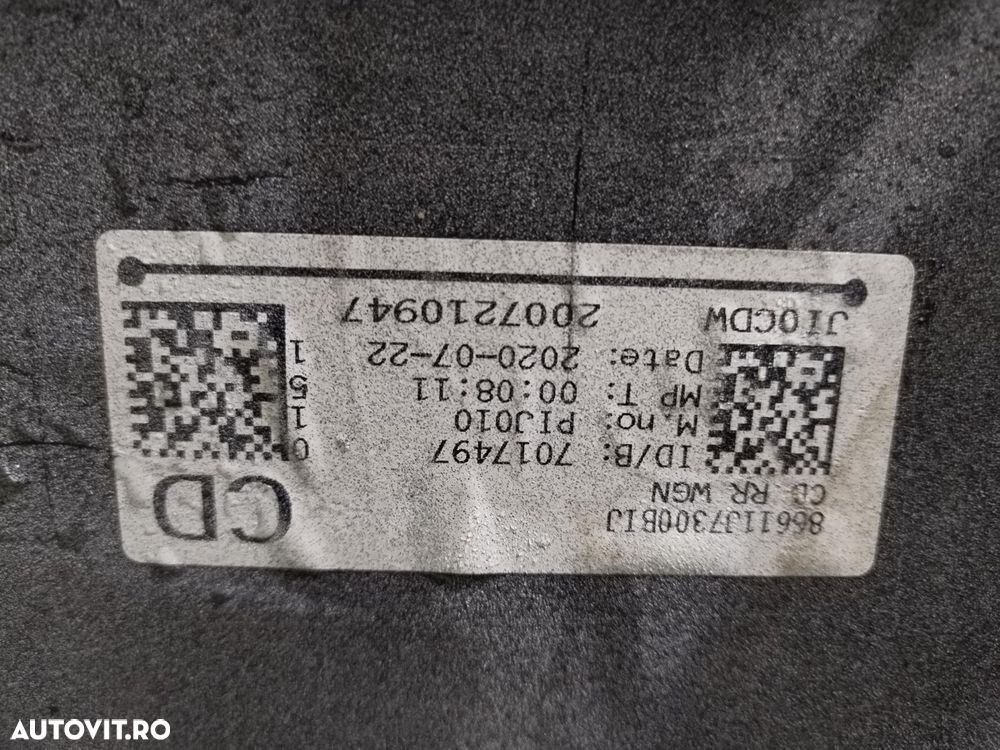 86611J7300BIJ
CD RR WGN
CD
ID/B: 7017497
M.no: PIJ010
MP T: 00:08:11
Date: 2020-07-22
0151
JI0CDW
2007210947
AUTOVIT.RO